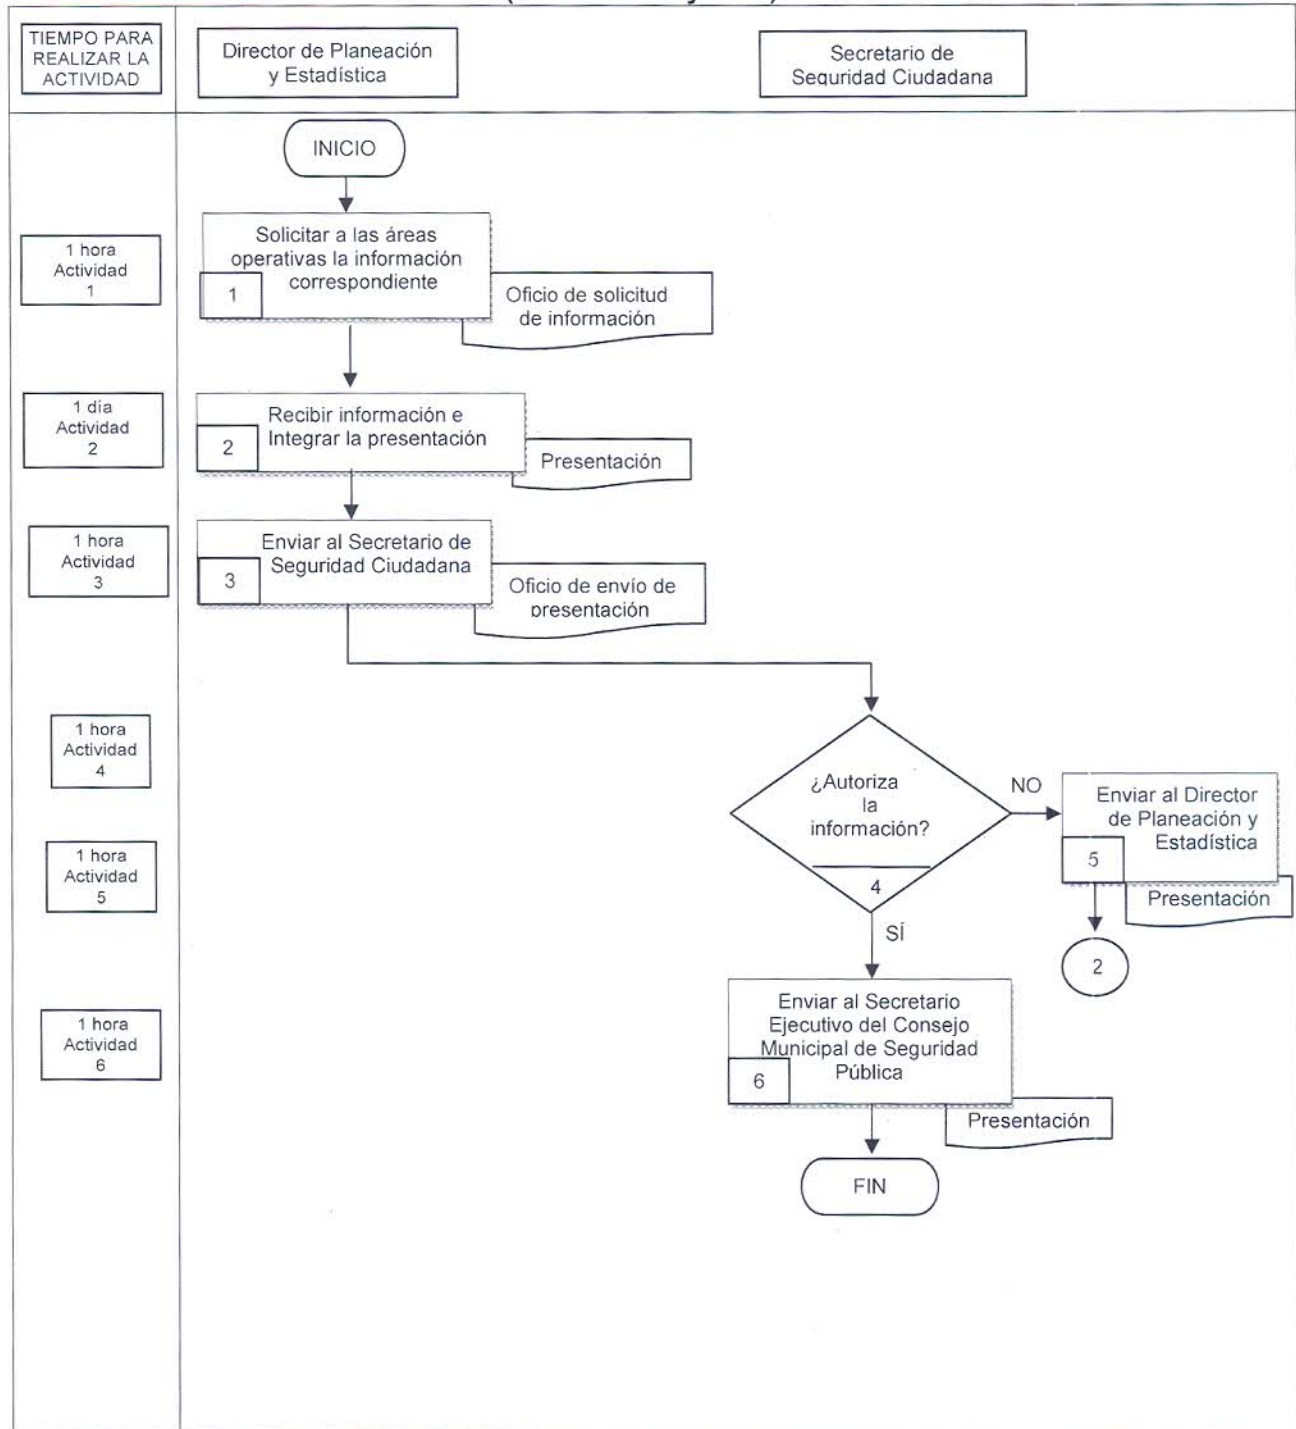 TIEMPO PARA
REALIZAR LA
ACTIVIDAD
Director de Planeación
y Estadística
Secretario de
Seguridad Ciudadana
INICIO
1 hora
Actividad
1
Solicitar a las áreas
operativas la información
correspondiente
1
Oficio de solicitud
de información
1 día
Actividad
2
Recibir información e
Integrar la presentación
2
Presentación
1 hora
Actividad
3
Enviar al Secretario de
Seguridad Ciudadana
3
Oficio de envío de
presentación
1 hora
Actividad
4
¿Autoriza
la
información?
4
NO
Enviar al Director
de Planeación y
Estadística
5
Presentación
1 hora
Actividad
5
SÍ
2
1 hora
Actividad
6
Enviar al Secretario
Ejecutivo del Consejo
Municipal de Seguridad
Pública
6
Presentación
FIN